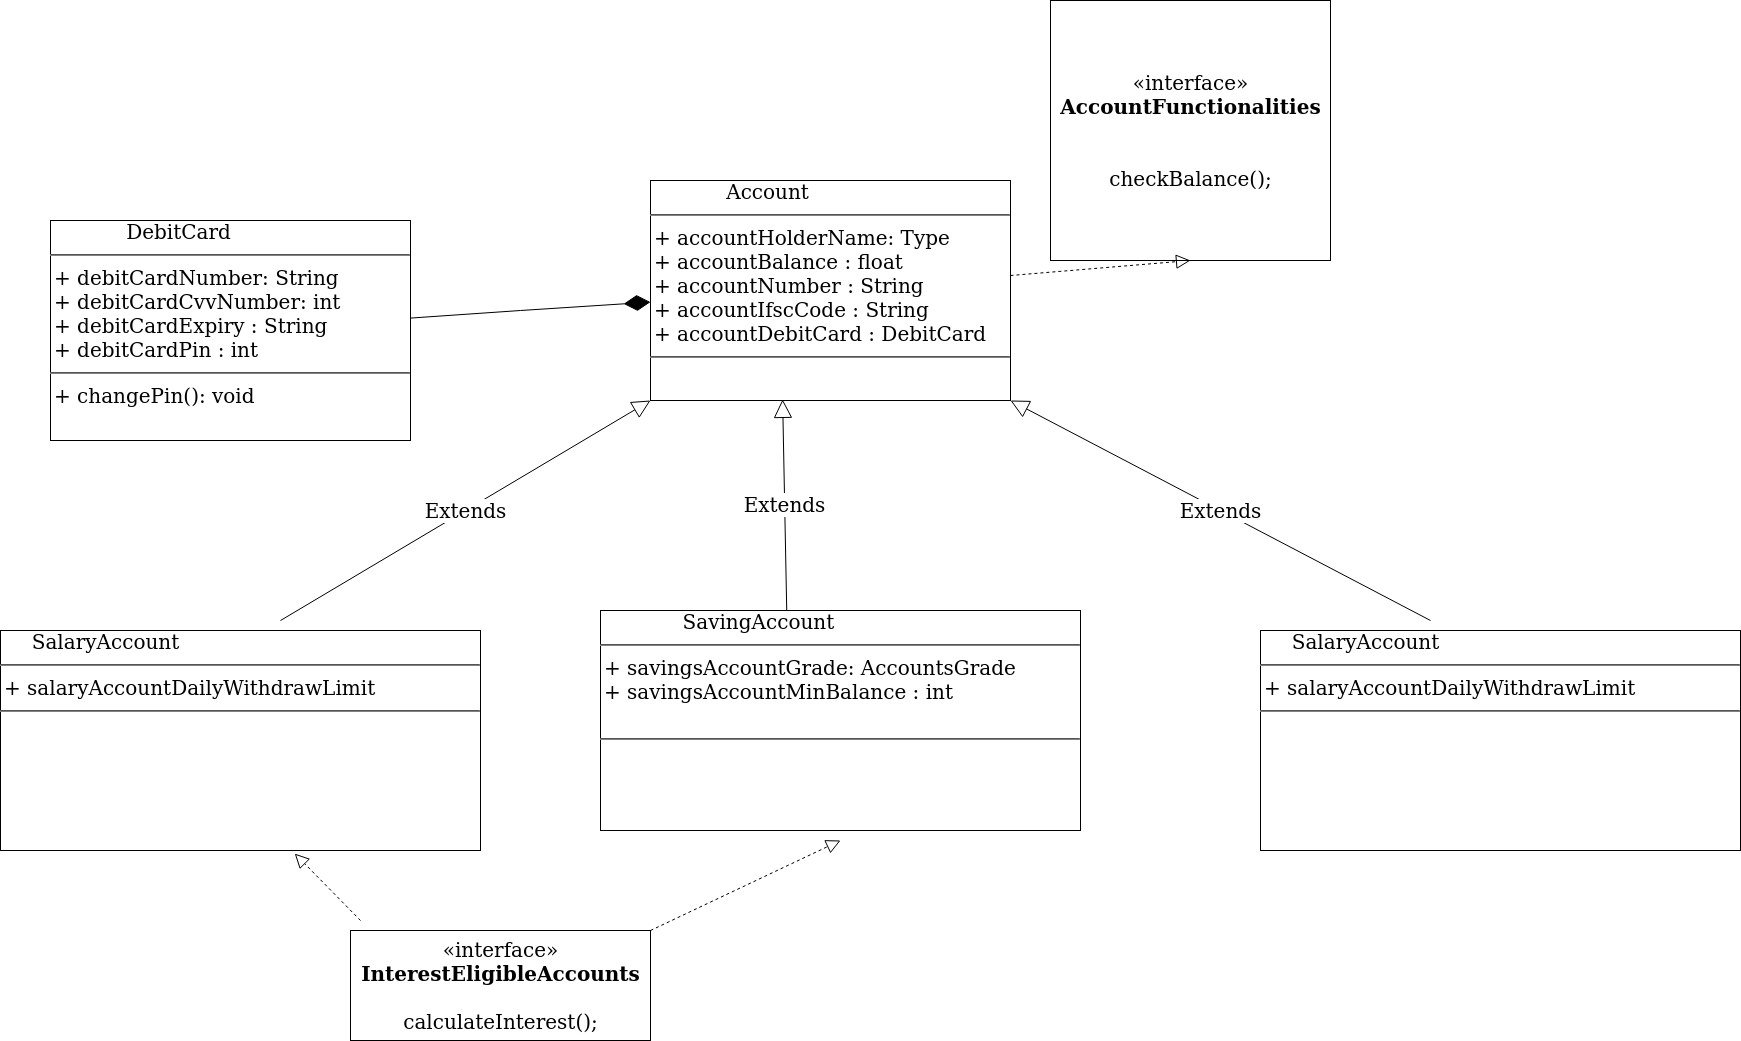 «interface»
AccountFunctionalities
checkBalance();
Account
+ accountHolderName: Type
+ accountBalance : float
+ accountNumber : String
+ accountIfscCode : String
+ accountDebitCard : DebitCard
DebitCard
+ debitCardNumber: String
+ debitCardCvvNumber: int
+ debitCardExpiry : String
+ debitCardPin : int
+ changePin(): void
Extends
Extends
Extends
SalaryAccount
+ salaryAccountDailyWithdrawLimit
SavingAccount
+ savingsAccountGrade: AccountsGrade
+ savingsAccountMinBalance : int
SalaryAccount
+ salaryAccountDailyWithdrawLimit
«interface»
InterestEligibleAccounts
calculateInterest();